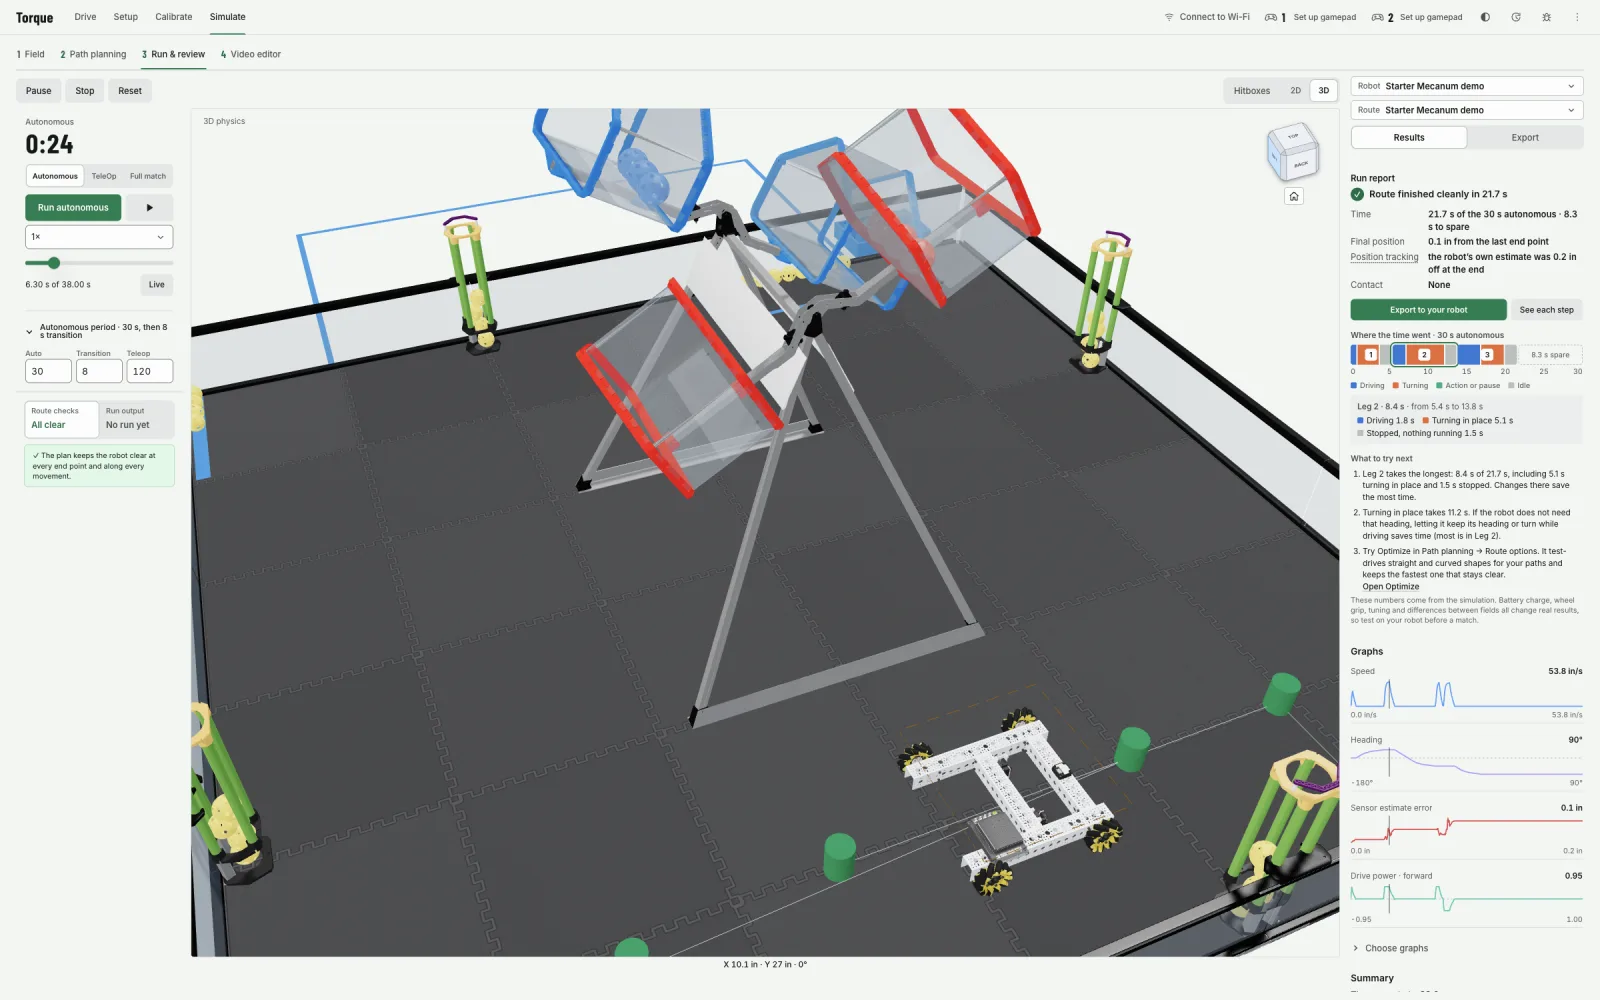 Torque Drive Setup Calibrate Simulate Connect to Wi-Fi 1 Set up gamepad 2 Set up gamepad
1 Field 2 Path planning 3 Run & review 4 Video editor
Pause Stop Reset
Hitboxes 2D 3D
Autonomous
0:24
Autonomous TeleOp Full match
Run autonomous
1×
6.30 s of 38.00 s Live
Autonomous period · 30 s, then 8
s transition
Auto Transition Teleop
30 8 120
Route checks Run output
All clear No run yet
✓ The plan keeps the robot clear at
every end point and along every
movement.
3D physics
TOP
BACK
X 10.1 in · Y 27 in · 0°
Robot Starter Mecanum demo
Route Starter Mecanum demo
Results Export
Run report
Route finished cleanly in 21.7 s
Time 21.7 s of the 30 s autonomous · 8.3
s to spare
Final position 0.1 in from the last end point
Position tracking the robot's own estimate was 0.2 in
off at the end
Contact None
Export to your robot See each step
Where the time went · 30 s autonomous
1 2 3 8.3 s spare
0 5 10 15 20 25 30
Driving Turning Action or pause Idle
Leg 2 · 8.4 s · from 5.4 s to 13.8 s
Driving 1.8 s Turning in place 5.1 s
Stopped, nothing running 1.5 s
What to try next
1. Leg 2 takes the longest: 8.4 s of 21.7 s, including 5.1 s
turning in place and 1.5 s stopped. Changes there save
the most time.
2. Turning in place takes 11.2 s. If the robot does not need
that heading, letting it keep its heading or turn while
driving saves time (most is in Leg 2).
3. Try Optimize in Path planning → Route options. It test-
drives straight and curved shapes for your paths and
keeps the fastest one that stays clear.
Open Optimize
These numbers come from the simulation. Battery charge, wheel
grip, tuning and differences between fields all change real results,
so test on your robot before a match.
Graphs
Speed 53.8 in/s
0.0 in/s 53.8 in/s
Heading 90°
-180° 90°
Sensor estimate error 0.1 in
0.0 in 0.2 in
Drive power · forward 0.95
-0.95 1.00
Choose graphs
Summary